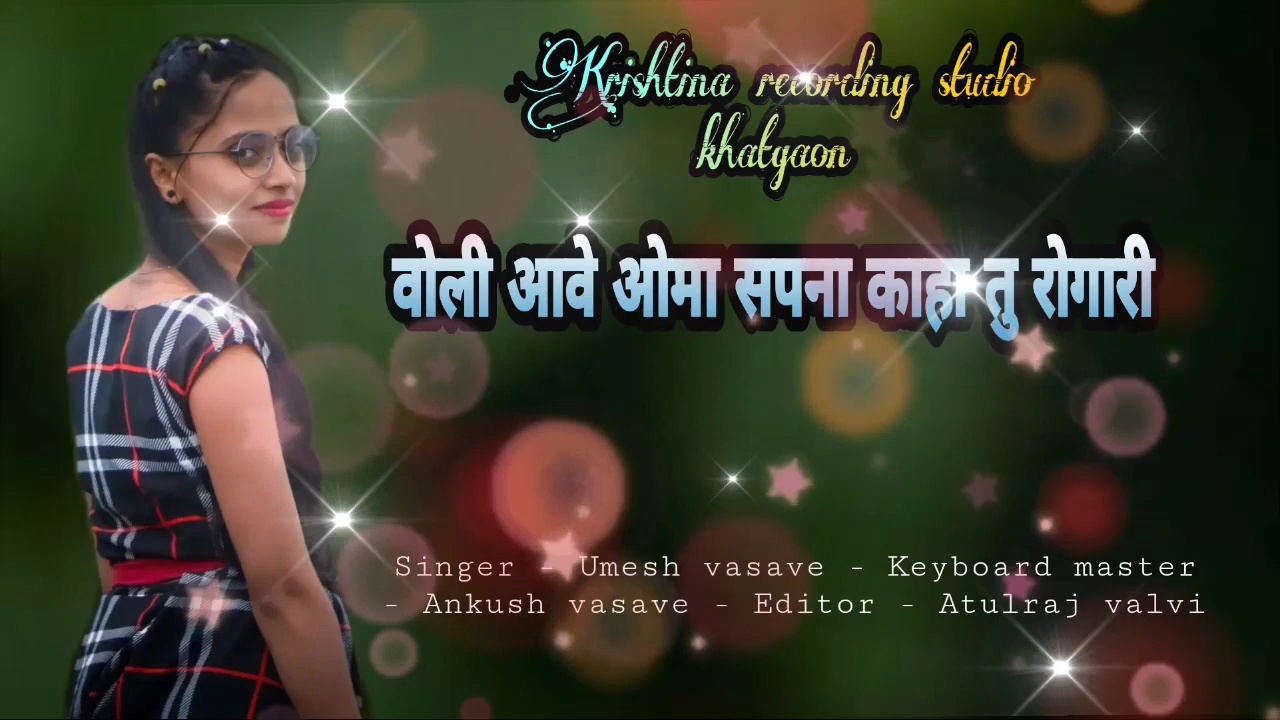 Krishtina recording studio
khatgaon
वोली आवे ओमा सपना काहा तु रोगारी
Singer - Umesh vasave - Keyboard master
- Ankush vasave - Editor - Atulraj valvi